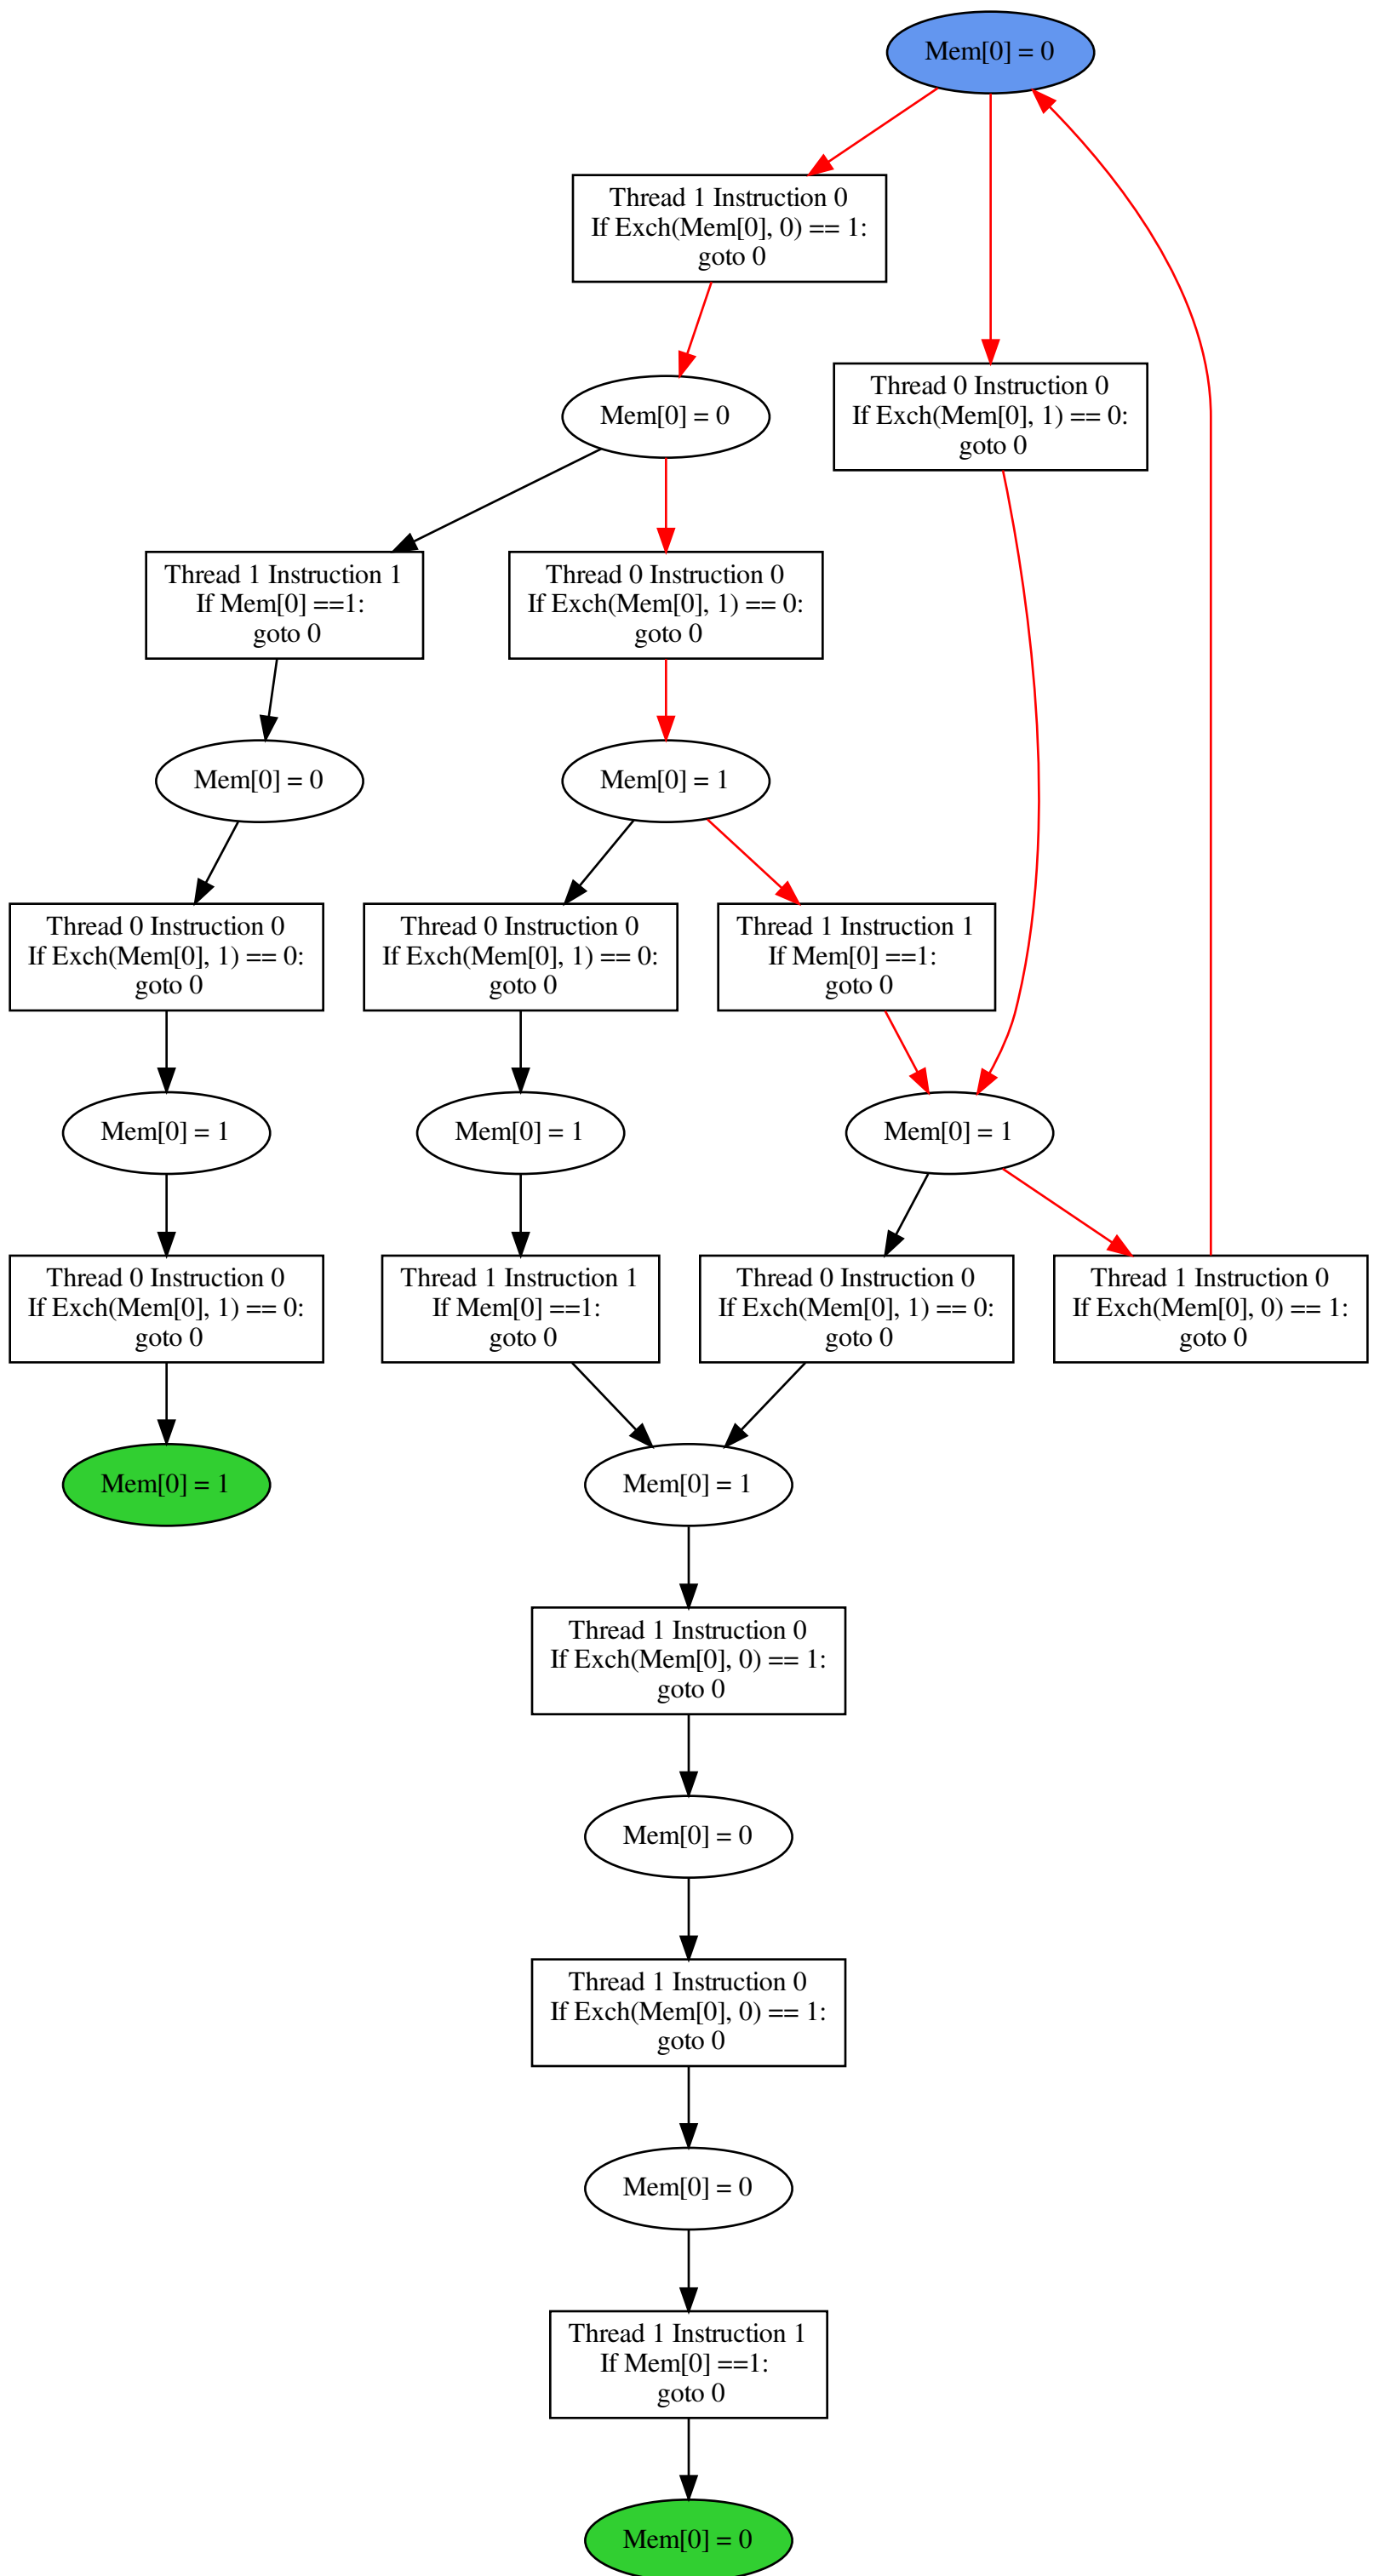 Mem[0] = 0
Thread 1 Instruction 0
If Exch(Mem[0], 0) == 1:
goto 0
Mem[0] = 0
Thread 0 Instruction 0
If Exch(Mem[0], 1) == 0:
goto 0
Thread 1 Instruction 1
If Mem[0] ==1:
goto 0
Thread 0 Instruction 0
If Exch(Mem[0], 1) == 0:
goto 0
Mem[0] = 0
Mem[0] = 1
Thread 0 Instruction 0
If Exch(Mem[0], 1) == 0:
goto 0
Thread 0 Instruction 0
If Exch(Mem[0], 1) == 0:
goto 0
Thread 1 Instruction 1
If Mem[0] ==1:
goto 0
Mem[0] = 1
Mem[0] = 1
Mem[0] = 1
Thread 0 Instruction 0
If Exch(Mem[0], 1) == 0:
goto 0
Thread 1 Instruction 1
If Mem[0] ==1:
goto 0
Thread 0 Instruction 0
If Exch(Mem[0], 1) == 0:
goto 0
Thread 1 Instruction 0
If Exch(Mem[0], 0) == 1:
goto 0
Mem[0] = 1
Mem[0] = 1
Thread 1 Instruction 0
If Exch(Mem[0], 0) == 1:
goto 0
Mem[0] = 0
Thread 1 Instruction 0
If Exch(Mem[0], 0) == 1:
goto 0
Mem[0] = 0
Thread 1 Instruction 1
If Mem[0] ==1:
goto 0
Mem[0] = 0